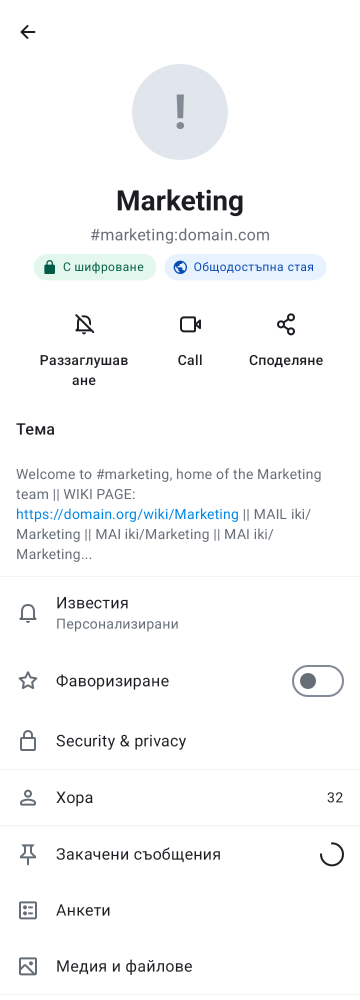 !
Marketing
#marketing:domain.com
С шифроване
Общодостъпна стая
Раззаглушав
ане
Call
Споделяне
Тема
Welcome to #marketing, home of the Marketing
team || WIKI PAGE:
https://domain.org/wiki/Marketing || MAIL iki/
Marketing || MAI iki/Marketing || MAI iki/
Marketing...
Известия
Персонализирани
Фаворизиране
Security & privacy
Хора
32
Закачени съобщения
Анкети
Медия и файлове